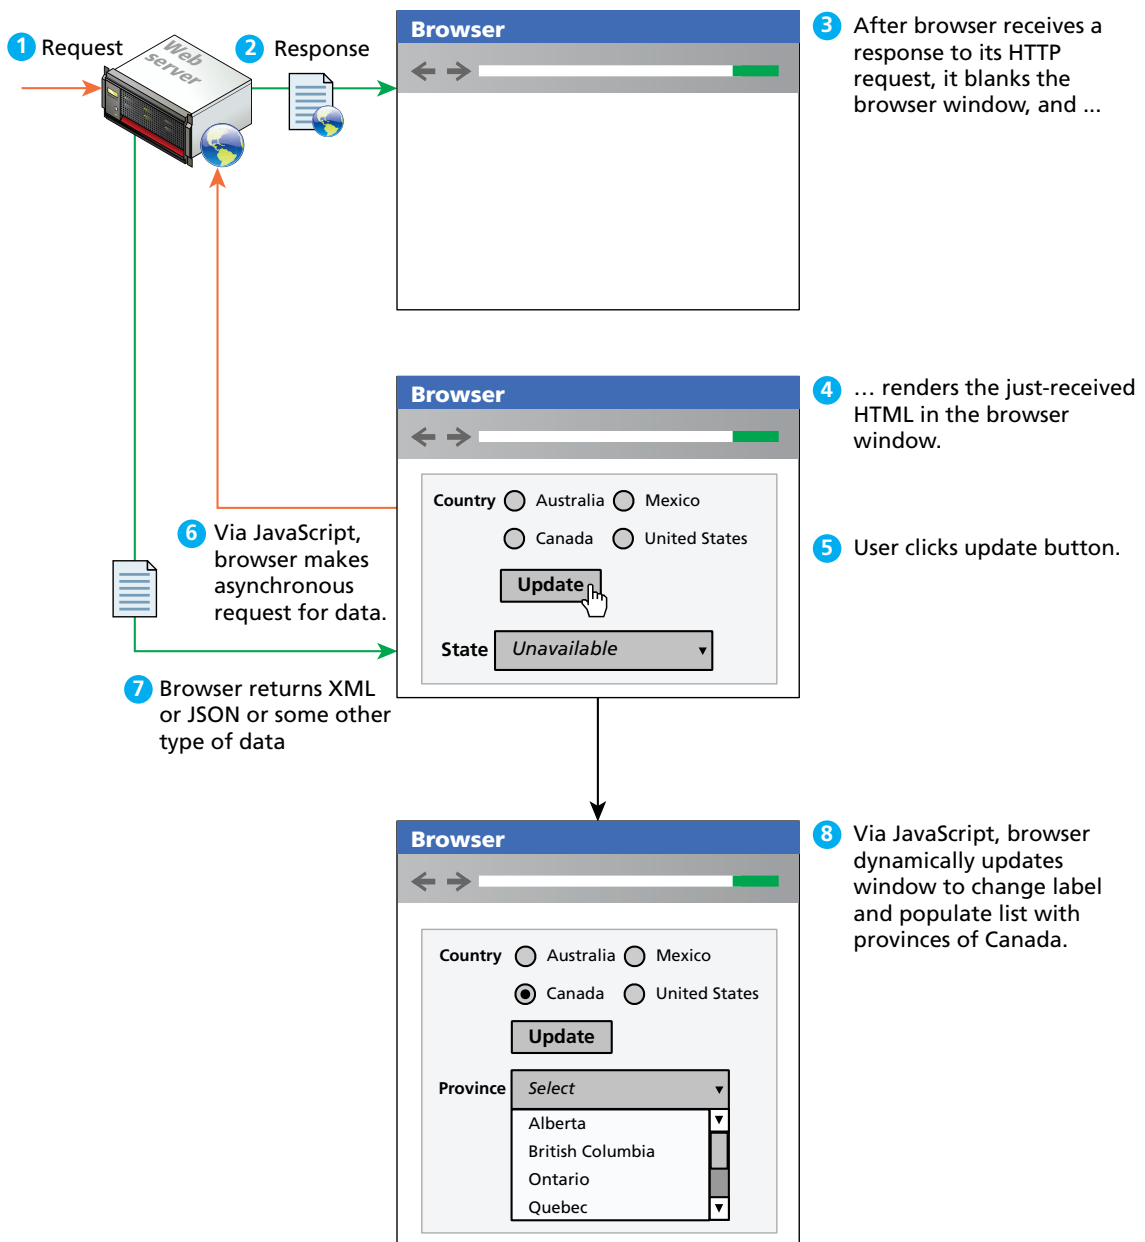 1 Request
Web
server
2 Response
Browser
3 After browser receives a
response to its HTTP
request, it blanks the
browser window, and ...
Browser
4 … renders the just-received
HTML in the browser
window.
Country Australia Mexico
Canada United States
Update
State Unavailable
5 User clicks update button.
6 Via JavaScript,
browser makes
asynchronous
request for data.
7 Browser returns XML
or JSON or some other
type of data
Browser
8 Via JavaScript, browser
dynamically updates
window to change label
and populate list with
provinces of Canada.
Country Australia Mexico
Canada United States
Update
Province Select
Alberta
British Columbia
Ontario
Quebec